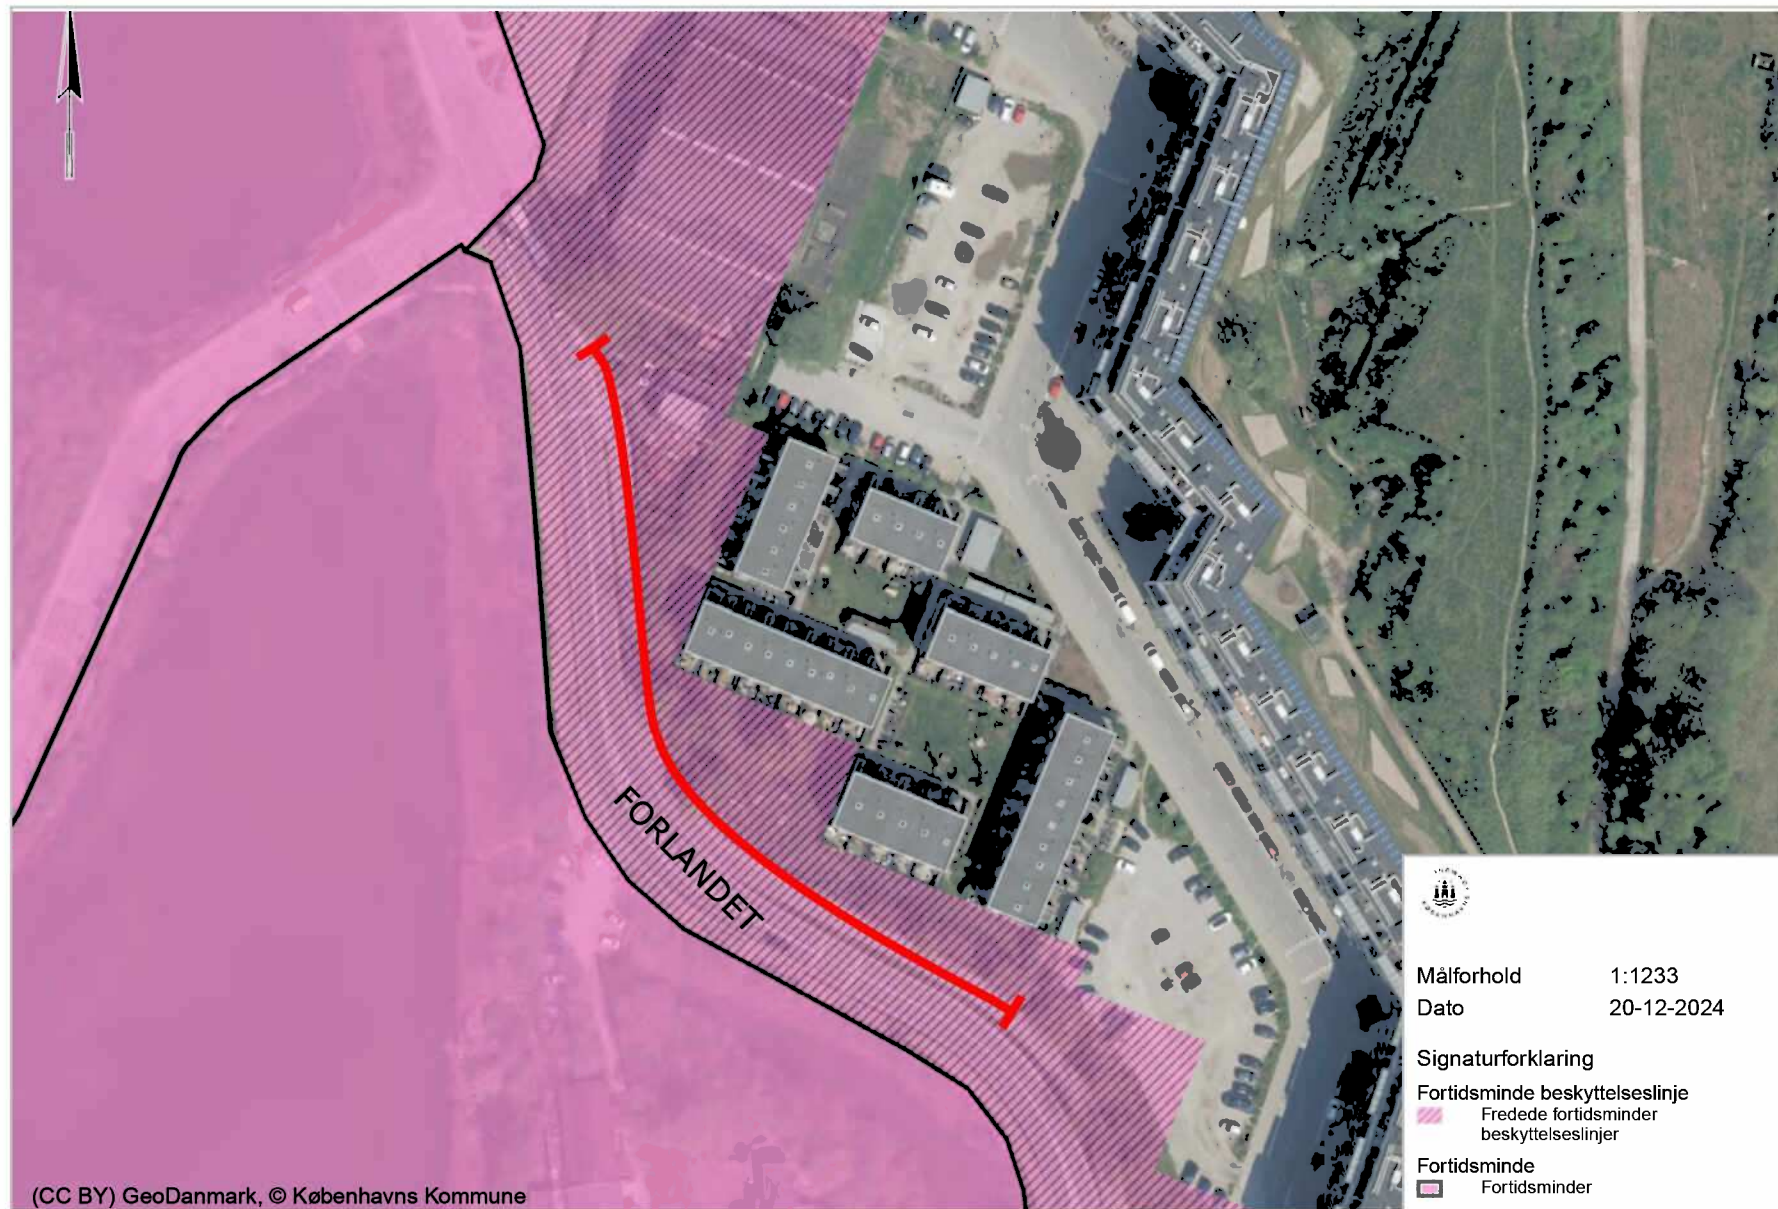 FORLANDET
Målforhold 1:1233
Dato 20-12-2024
Signaturforklaring
Fortidsminde beskyttelseslinje
Fredede fortidsminder
beskyttelseslinjer
Fortidsminde
Fortidsminder
(CC BY) GeoDanmark, © Københavns Kommune